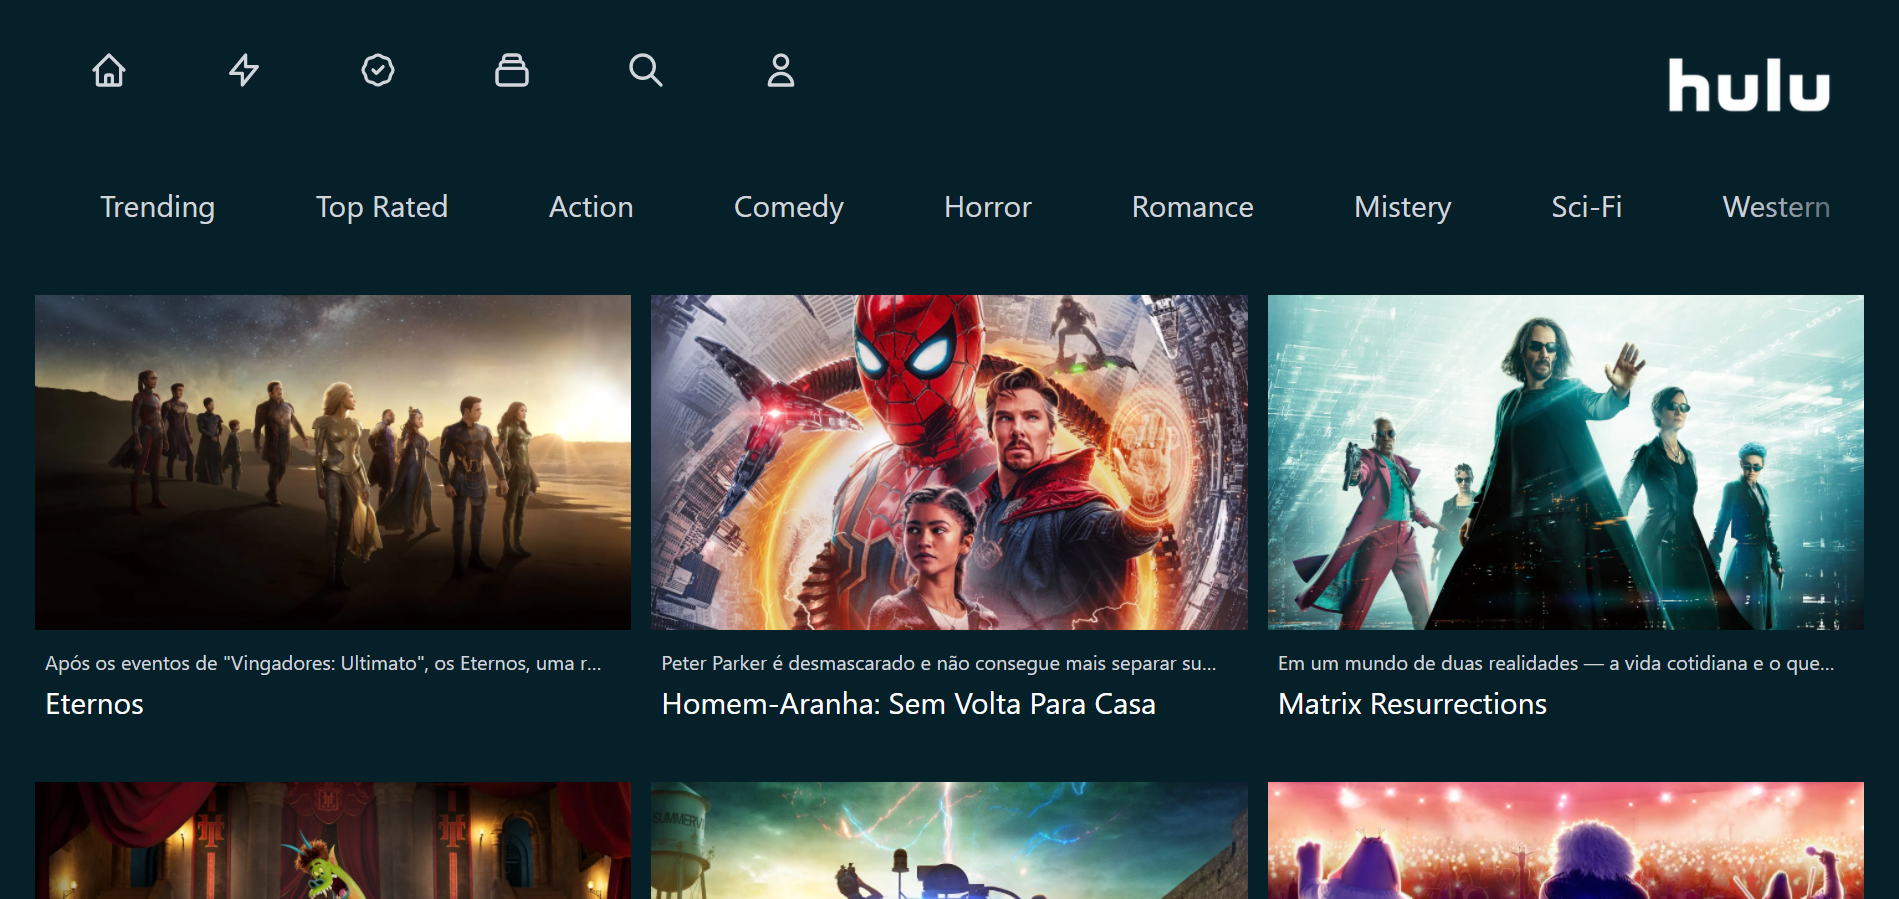 hulu
Trending Top Rated Action Comedy Horror Romance Mistery Sci-Fi Western
Após os eventos de "Vingadores: Ultimato", os Eternos, uma r...
Eternos
Peter Parker é desmascarado e não consegue mais separar su...
Homem-Aranha: Sem Volta Para Casa
Em um mundo de duas realidades — a vida cotidiana e o que...
Matrix Resurrections